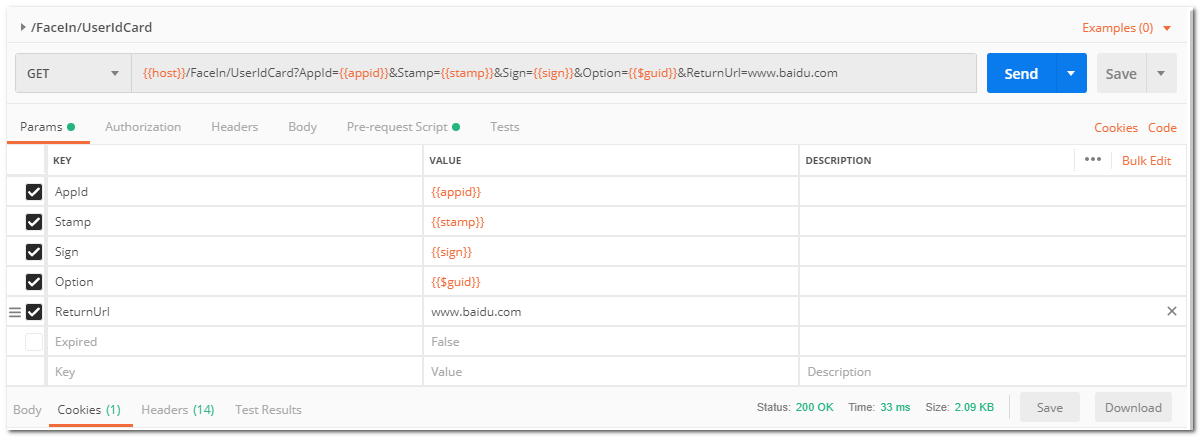 /FaceIn/UserIdCard Examples (0)
GET {{host}}/FaceIn/UserIdCard?AppId={{appid}}&Stamp={{stamp}}&Sign={{sign}}&Option={{$guid}}&ReturnUrl=www.baidu.com Send Save
Params Authorization Headers Body Pre-request Script Tests Cookies Code
KEY VALUE DESCRIPTION ••• Bulk Edit
AppId {{appid}}
Stamp {{stamp}}
Sign {{sign}}
Option {{$guid}}
ReturnUrl www.baidu.com
Expired False
Key Value Description
Body Cookies (1) Headers (14) Test Results Status: 200 OK Time: 33 ms Size: 2.09 KB Save Download